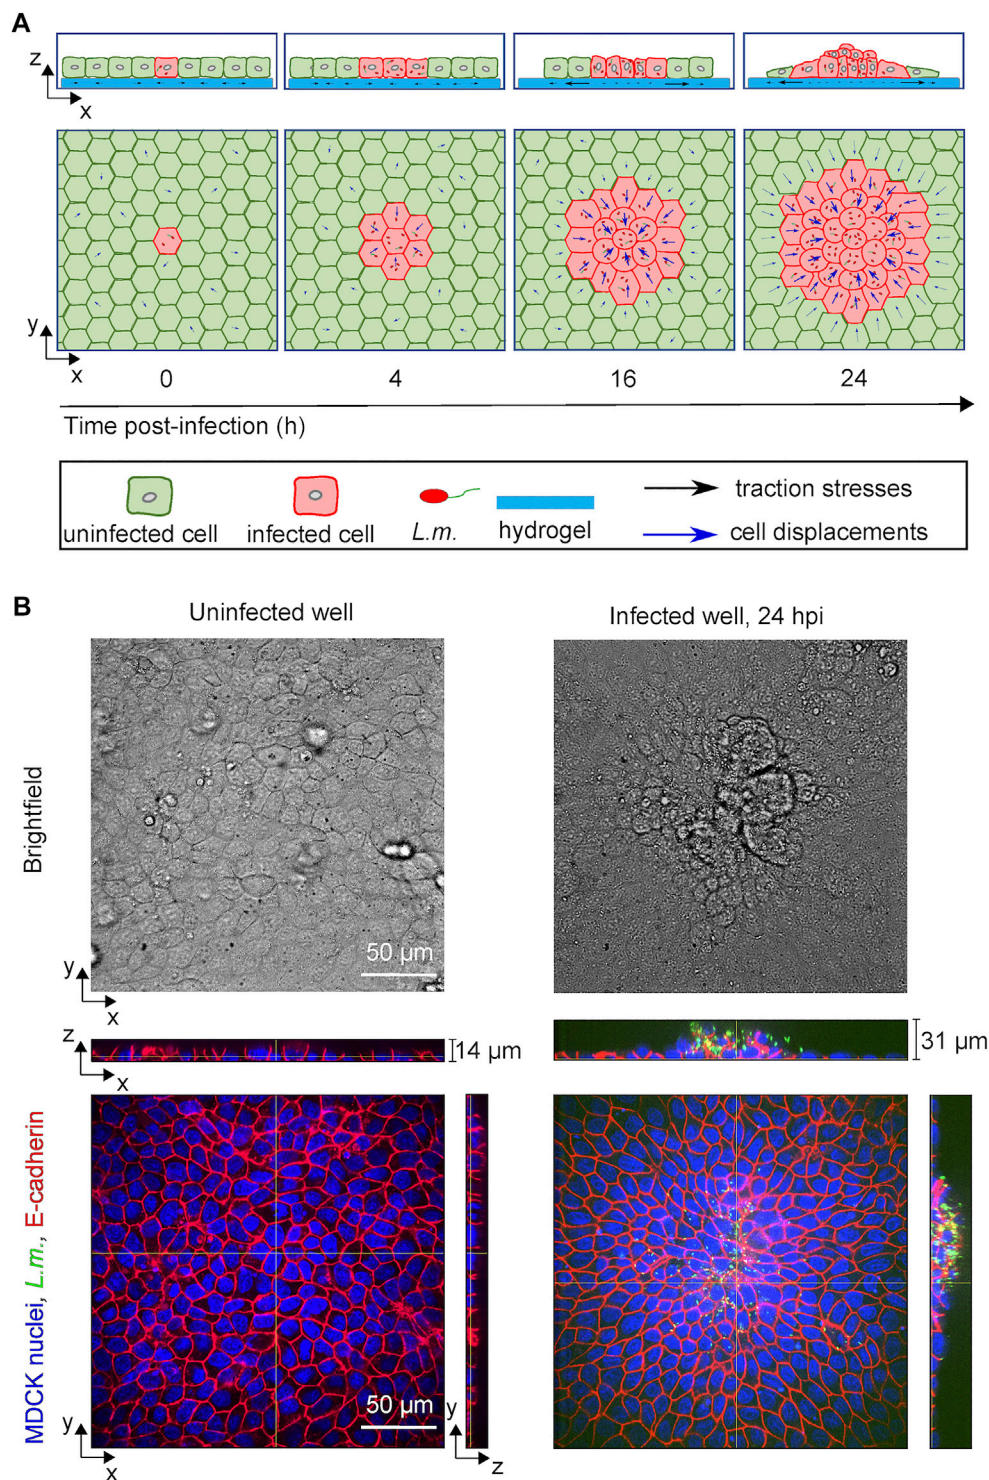 A
z
x
y
x
0
4
16
24
Time post-infection (h)
uninfected cell
infected cell
L.m.
hydrogel
traction stresses
cell displacements
B
Uninfected well
Infected well, 24 hpi
Brightfield
50 µm
y
x
z
x
14 µm
31 µm
MDCK nuclei, L.m., E-cadherin
50 µm
y
x
y
z